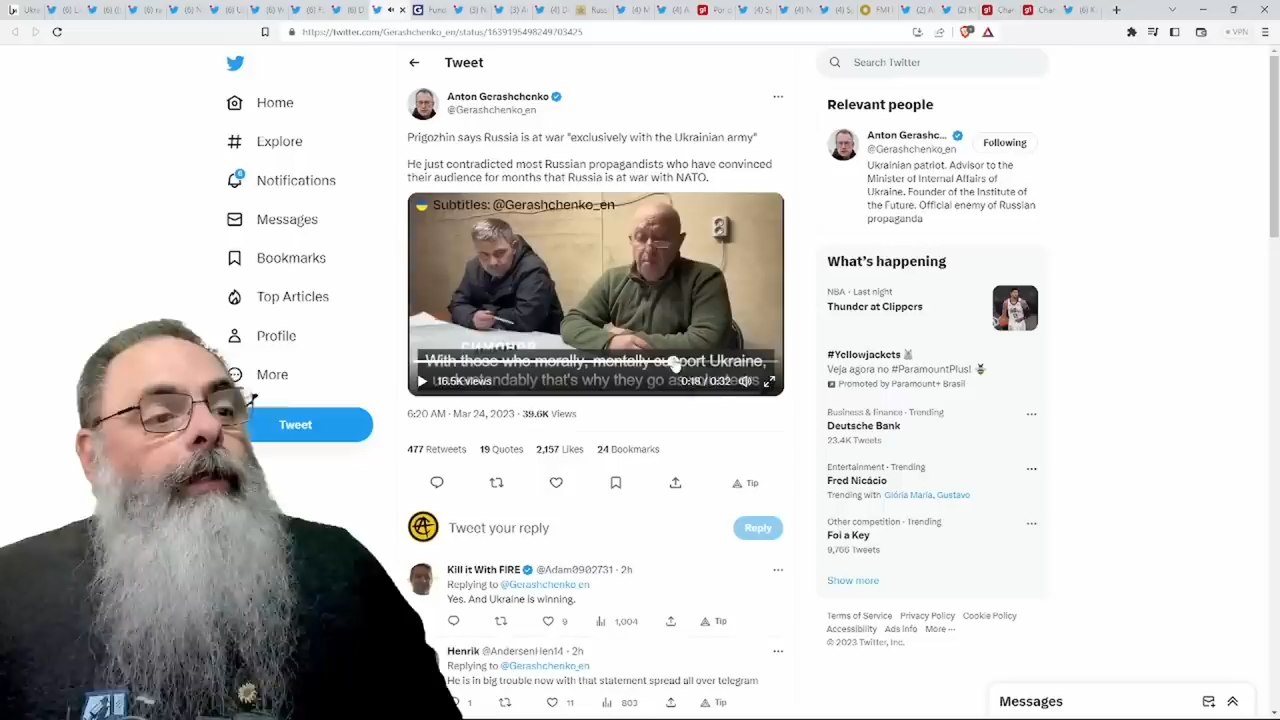 https://twitter.com/Gerashchenko_en/status/1639195498249703425
VPN
Home
Explore
6
Notifications
Messages
Bookmarks
Top Articles
Profile
More
Tweet
Tweet
Anton Gerashchenko
@Gerashchenko_en
Prigozhin says Russia is at war "exclusively with the Ukrainian army"
He just contradicted most Russian propagandists who have convinced
their audience for months that Russia is at war with NATO.
Subtitles: @Gerashchenko_en
With those who morally, mentally support Ukraine,
16.5K views
0:18 / 0:32
6:20 AM · Mar 24, 2023 · 39.6K Views
477 Retweets 19 Quotes 2,157 Likes 24 Bookmarks
Tip
Tweet your reply
Reply
Kill it With FIRE @Adam0902731 · 2h
Replying to @Gerashchenko_en
Yes. And Ukraine is winning.
9 1,004 Tip
Henrik @AndersenHen14 · 2h
Replying to @Gerashchenko_en
He is in big trouble now with that statement spread all over telegram
1 11 803 Tip
Search Twitter
Relevant people
Anton Gerashc...
@Gerashchenko_en
Following
Ukrainian patriot. Advisor to the
Minister of Internal Affairs of
Ukraine. Founder of the Institute of
the Future. Official enemy of Russian
propaganda
What's happening
NBA · Last night
Thunder at Clippers
#Yellowjackets
Veja agora no #ParamountPlus!
Promoted by Paramount+ Brasil
Business & finance · Trending
Deutsche Bank
23.4K Tweets
Entertainment · Trending
Fred Nicácio
Trending with Glória Maria, Gustavo
Other competition · Trending
Foi a Key
9,766 Tweets
Show more
Terms of Service Privacy Policy Cookie Policy
Accessibility Ads info More ···
© 2023 Twitter, Inc.
Messages